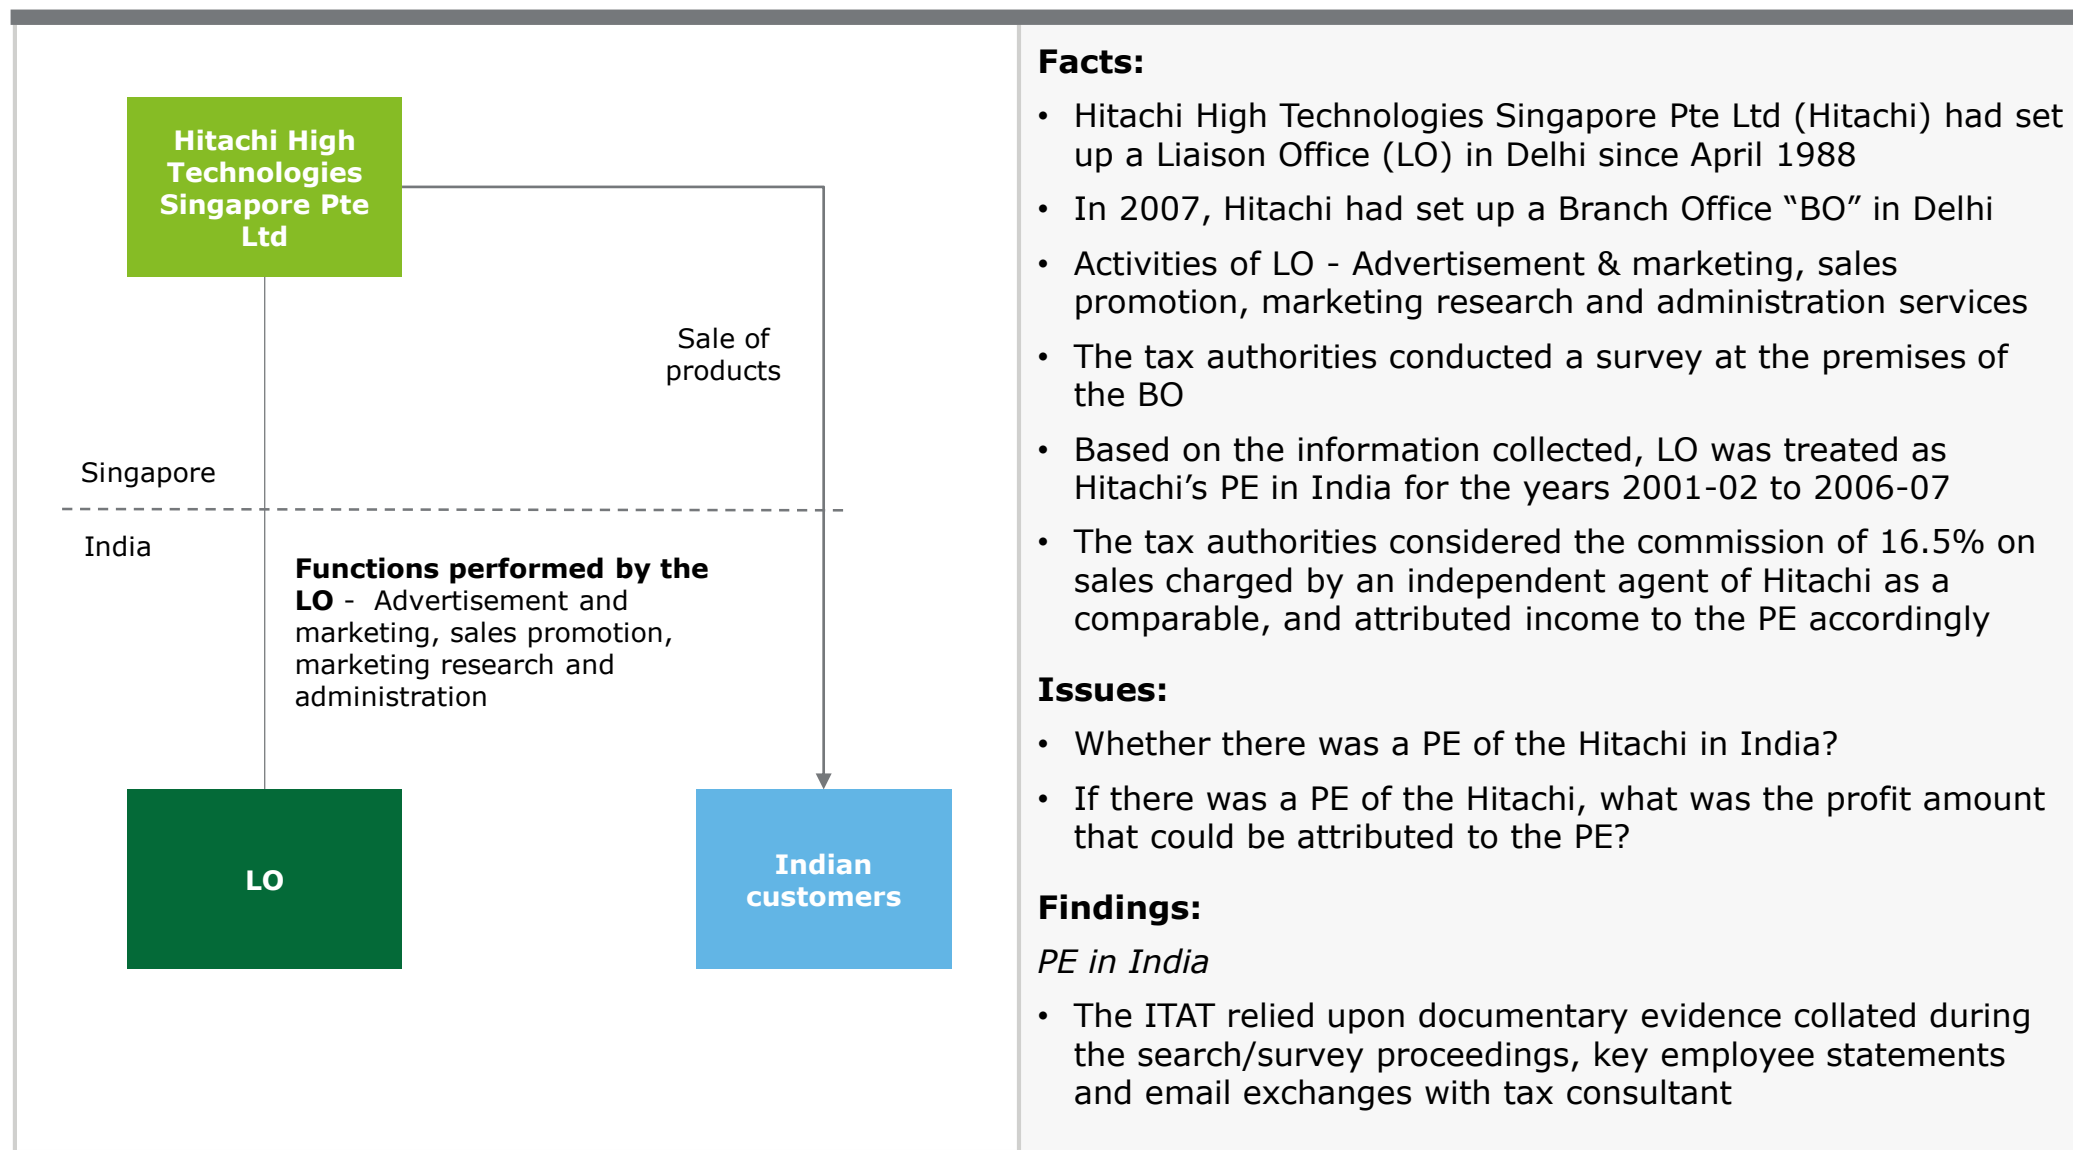 Hitachi High
Technologies
Singapore Pte
Ltd
Sale of
products
Singapore
India
Functions performed by the
LO -  Advertisement and
marketing, sales promotion,
marketing research and
administration
LO
Indian
customers
Facts:
• Hitachi High Technologies Singapore Pte Ltd (Hitachi) had set
up a Liaison Office (LO) in Delhi since April 1988
• In 2007, Hitachi had set up a Branch Office “BO” in Delhi
• Activities of LO - Advertisement & marketing, sales
promotion, marketing research and administration services
• The tax authorities conducted a survey at the premises of
the BO
• Based on the information collected, LO was treated as
Hitachi’s PE in India for the years 2001-02 to 2006-07
• The tax authorities considered the commission of 16.5% on
sales charged by an independent agent of Hitachi as a
comparable, and attributed income to the PE accordingly
Issues:
• Whether there was a PE of the Hitachi in India?
• If there was a PE of the Hitachi, what was the profit amount
that could be attributed to the PE?
Findings:
PE in India
• The ITAT relied upon documentary evidence collated during
the search/survey proceedings, key employee statements
and email exchanges with tax consultant